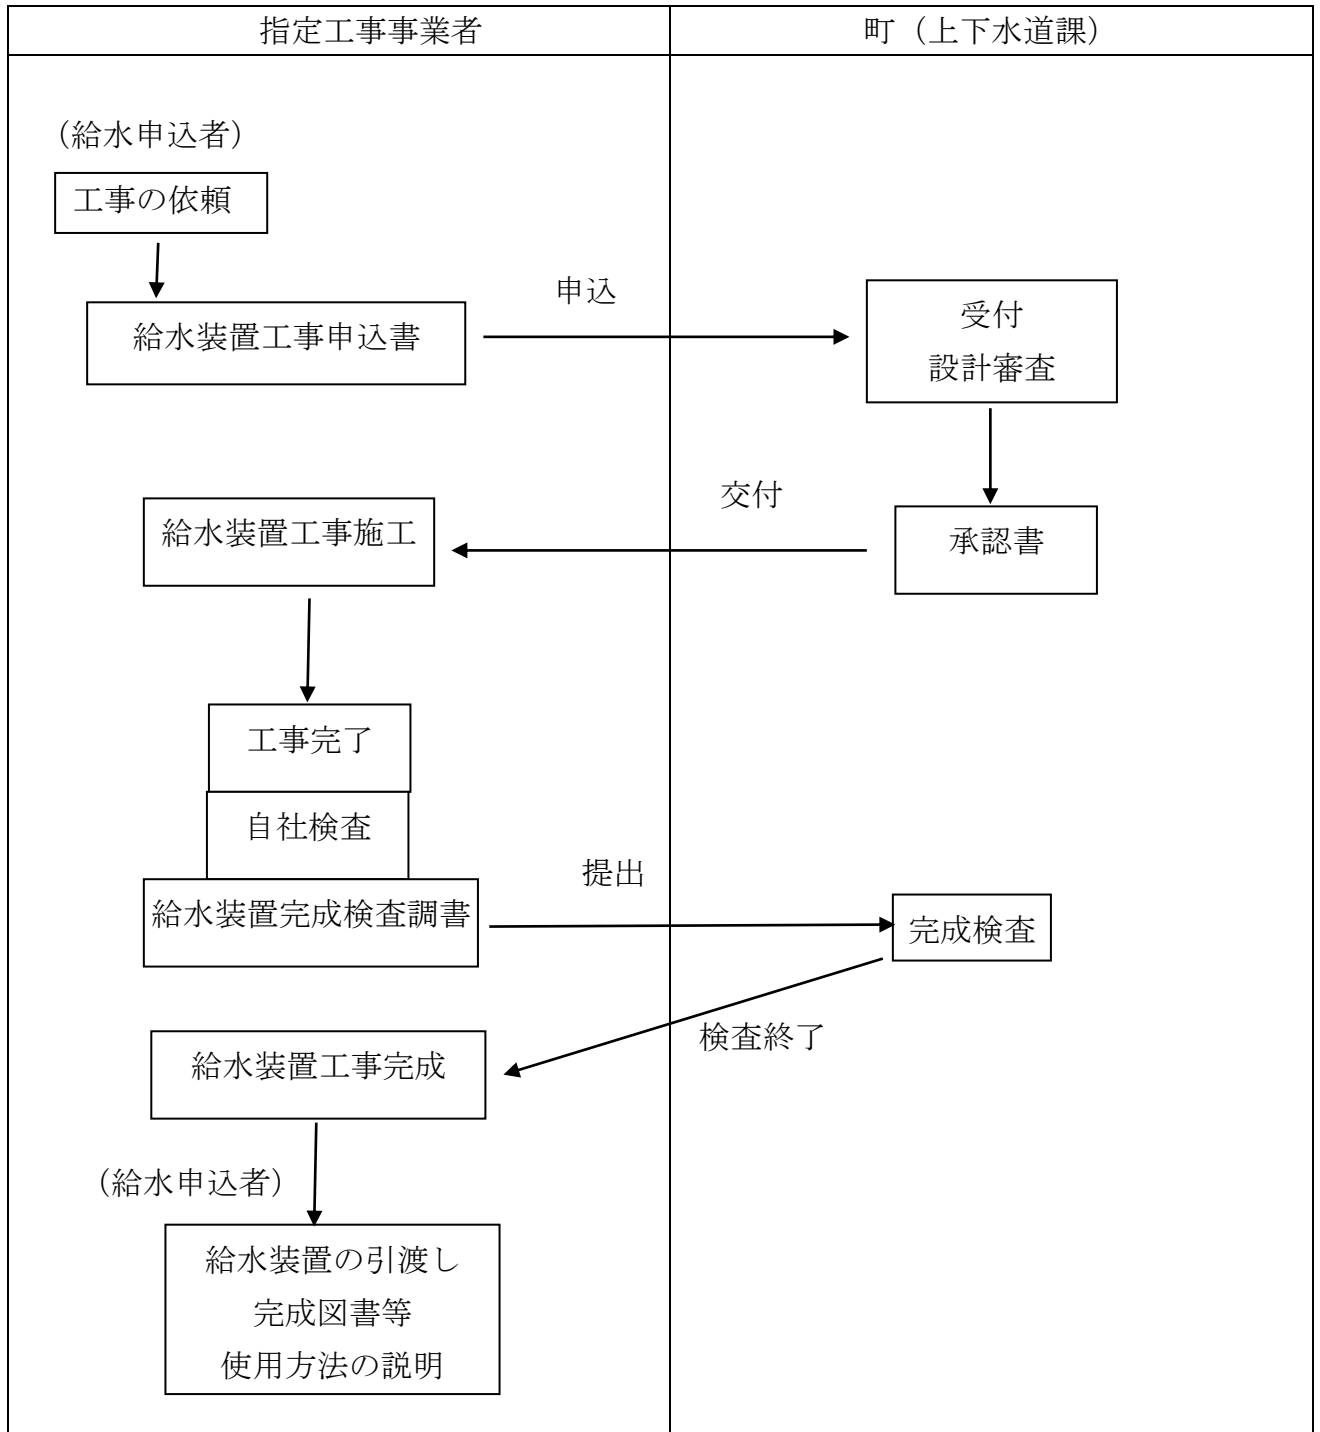 指定工事事業者
町（上下水道課）
（給水申込者）
工事の依頼
給水装置工事申込書
申込
受付
設計審査
交付
承認書
給水装置工事施工
工事完了
自社検査
給水装置完成検査調書
提出
完成検査
検査終了
給水装置工事完成
（給水申込者）
給水装置の引渡し
完成図書等
使用方法の説明